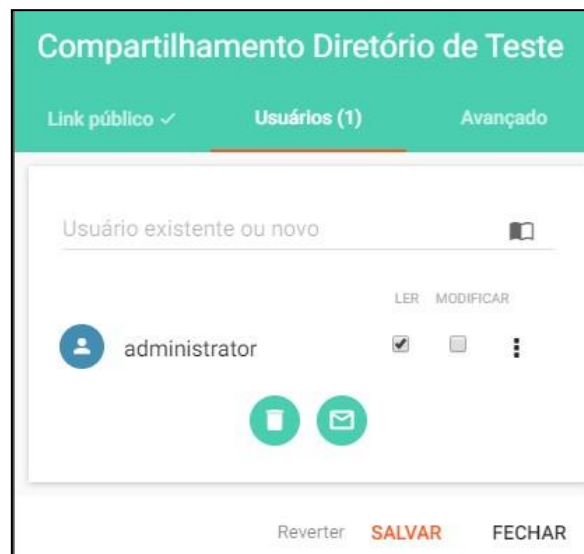 Compartilhamento Diretório de Teste
Link público ✓ Usuários (1) Avançado
Usuário existente ou novo
LER MODIFICAR
administrator
Reverter SALVAR FECHAR